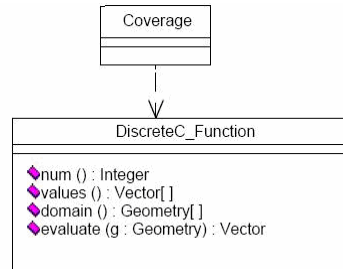 Coverage
DiscreteC_Function
num () : Integer
values () : Vector[ ]
domain () : Geometry[ ]
evaluate (g : Geometry) : Vector